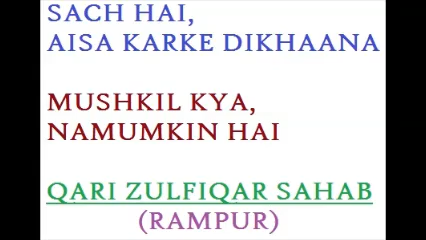 SACH HAI,
AISA KARKE DIKHAANA
MUSHKIL KYA,
NAMUMKIN HAI
QARI ZULFIQAR SAHAB
(RAMPUR)